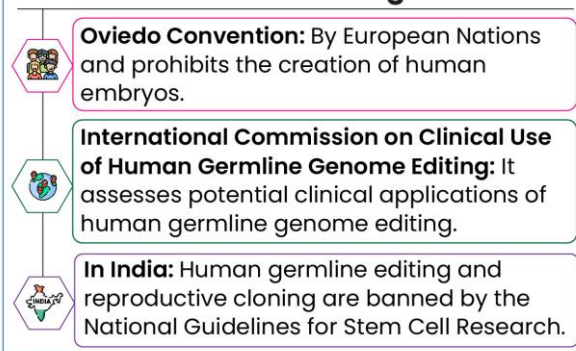 Oviedo Convention: By European Nations
and prohibits the creation of human
embryos.
International Commission on Clinical Use
of Human Germline Genome Editing: It
assesses potential clinical applications of
human germline genome editing.
In India: Human germline editing and
reproductive cloning are banned by the
National Guidelines for Stem Cell Research.
INDIA